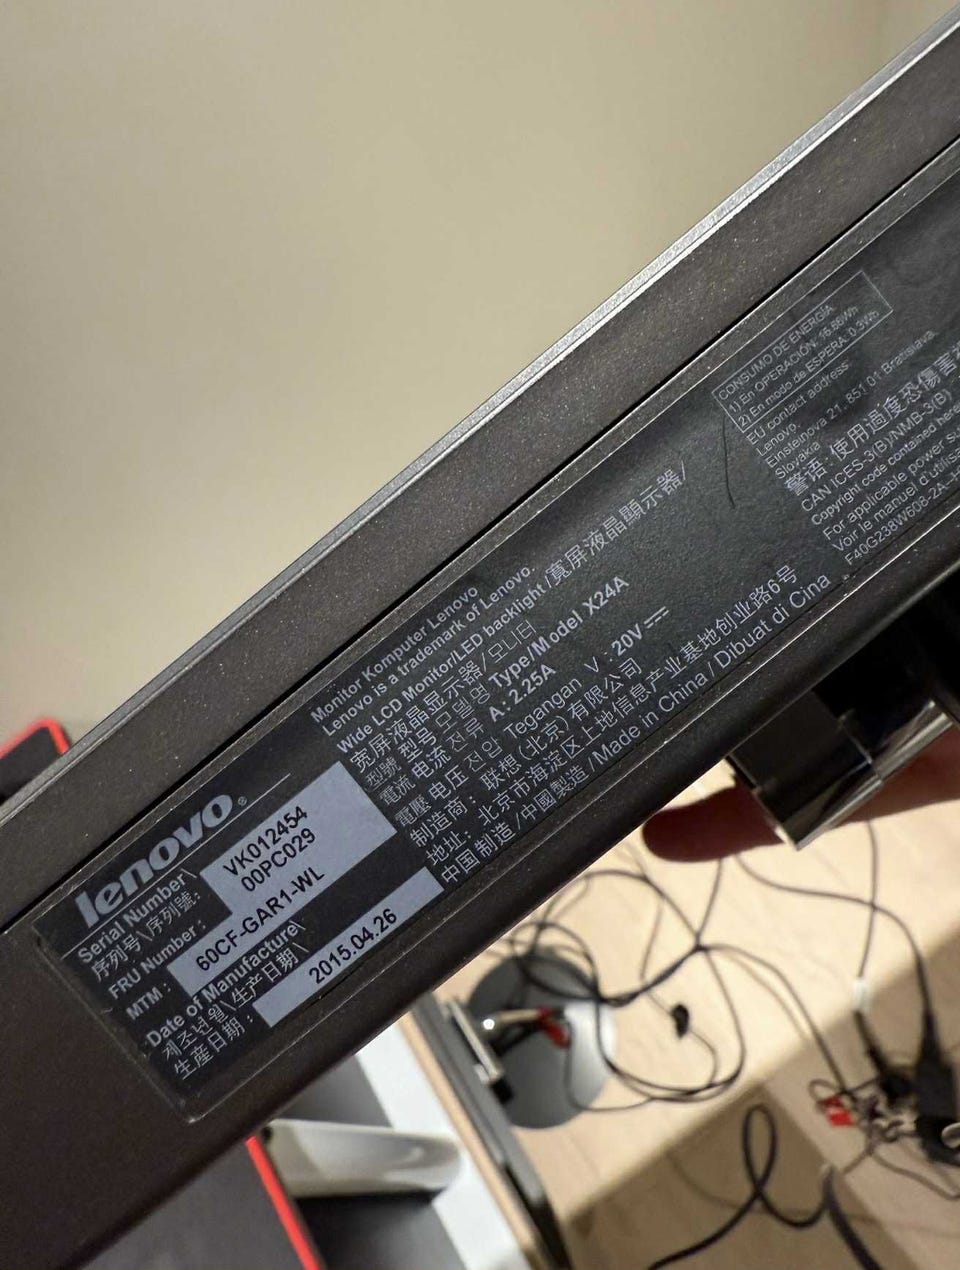 lenovo®
Serial Number\
序列号\序列號:
VK012454
FRU Number:
00PC029
MTM:
60CF-GAR1-WL
Date of Manufacture\
제조년월\生产日期\
生産日期:
2015.04.26
Monitor Komputer Lenovo
Lenovo is a trademark of Lenovo.
Wide LCD Monitor/LED backlight/寬屏液晶顯示器/
宽屏液晶显示器/모니터
型號 型号 모델명 Type/Model X24A
電流 电流 전류 A: 2.25A
電壓 电压 전압 Tegangan V: 20V
制造商: 联想（北京）有限公司
地址: 北京市海淀区上地信息产业基地创业路6号
中国制造/中國製造/Made in China/Dibuat di Cina
CONSUMO DE ENERGÍA
1) En OPERACIÓN:
2) En modo de ESPERA:0.3Wh
EU contact address:
Lenovo,
Einsteinova 21, 851 01 Bratislava,
Slovakia
警语: 使用過度恐傷害
CAN ICES-3(B)/NMB-3(B)
Copyright code contained here
For applicable power su
Voir le manuel d'utilisa
F40G238W608-2A-